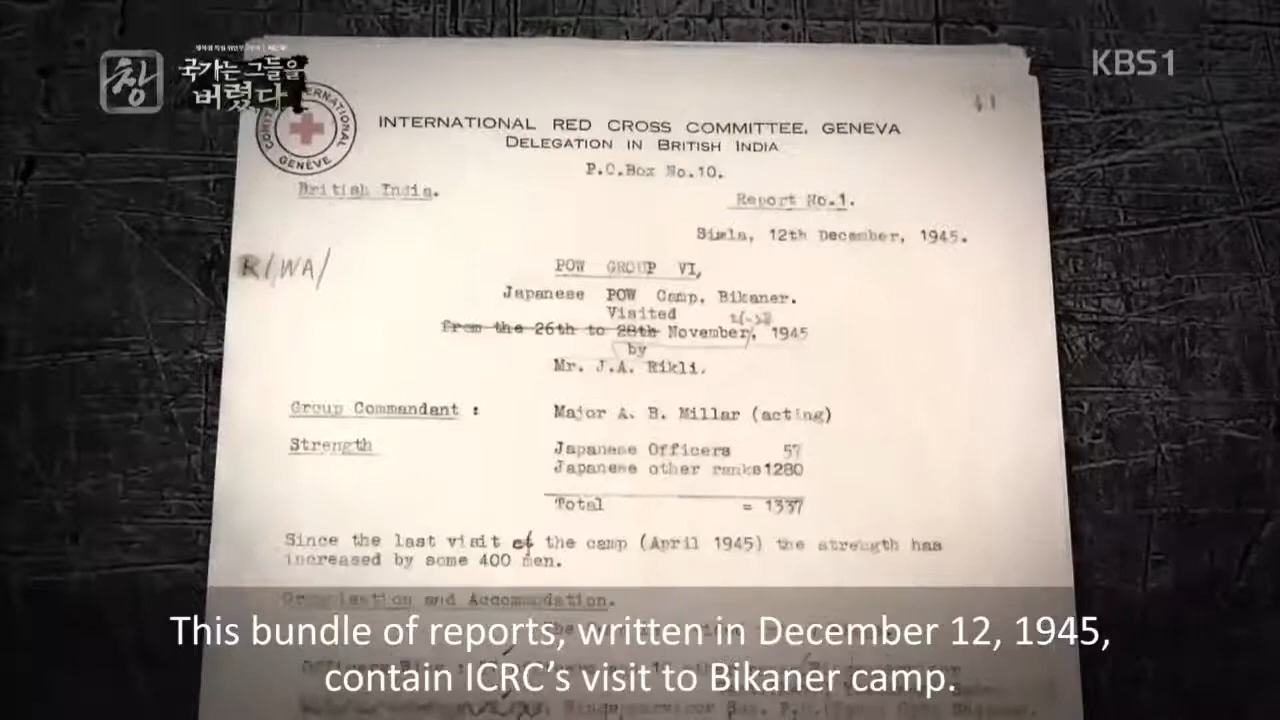 창
국가는 그들을
버렸다
KBS1
COMITÉ INTERNATIONAL
GENÈVE
INTERNATIONAL RED CROSS COMMITTEE, GENEVA
DELEGATION IN BRITISH INDIA
P.O.Box No.10.
British India.
Report No.1.
Simla, 12th December, 1945.
R/WA/
POW GROUP VI,
Japanese POW Camp, Bikaner.
Visited
from the 26th to 28th November, 1945
by
Mr. J.A. Rikli.
Group Commandant :
Major A. B. Millar (acting)
Strength
Japanese Officers 57
Japanese other ranks 1280
Total = 1337
Since the last visit of the camp (April 1945) the strength has
increased by some 400 men.
Organisation and Accommodation.
This bundle of reports, written in December 12, 1945,
contain ICRC's visit to Bikaner camp.